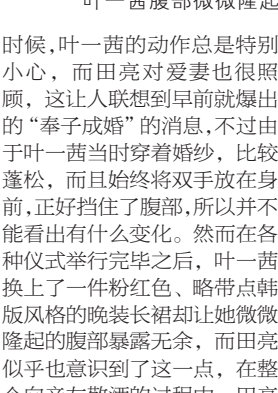 叶一茜腹部微微隆起
时候,叶一茜的动作总是特别
小心，而田亮对爱妻也很照
顾，这让人联想到早前就爆出
的“奉子成婚”的消息,不过由
于叶一茜当时穿着婚纱，比较
蓬松，而且始终将双手放在身
前,正好挡住了腹部,所以并不
能看出有什么变化。然而在各
种仪式举行完毕之后，叶一茜
换上了一件粉红色、略带点韩
版风格的晚装长裙却让她微微
隆起的腹部暴露无余，而田亮
似乎也意识到了这一点，在整
个向亲友敬酒的过程中，田亮